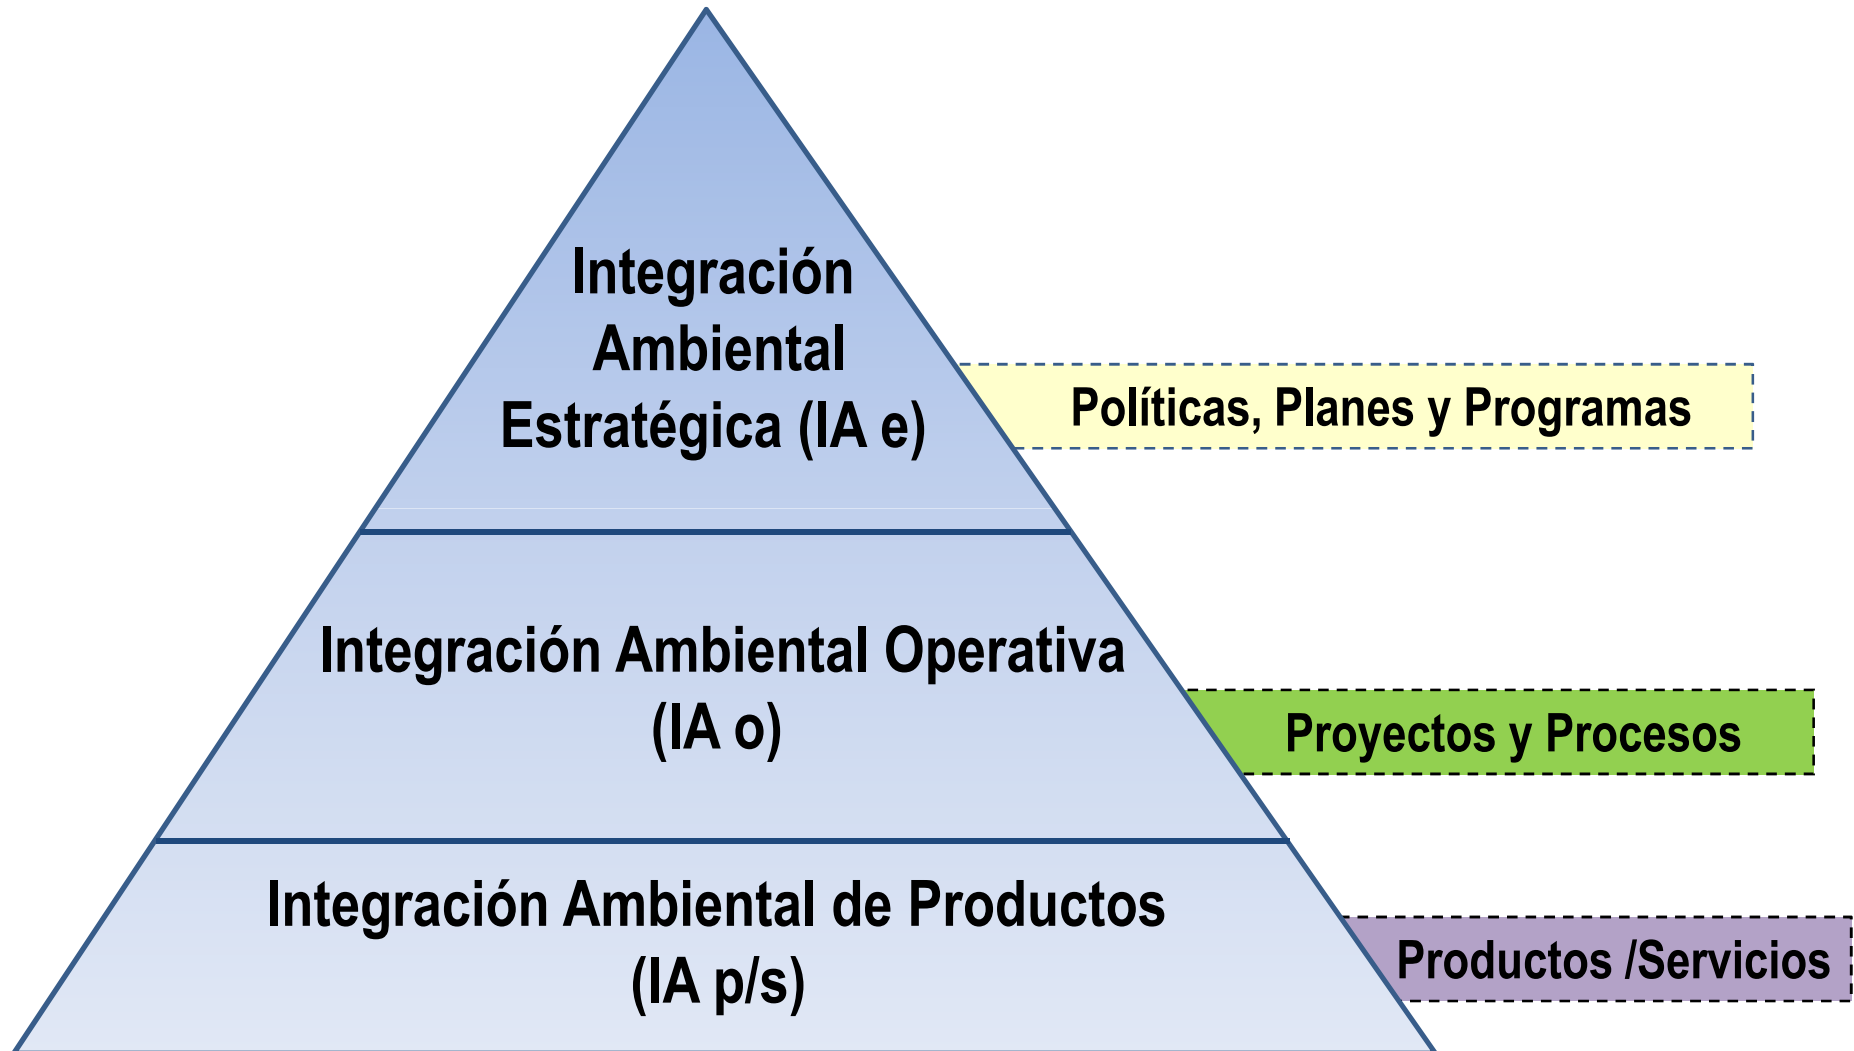 Integración
Ambiental
Estratégica (IA e)
Políticas, Planes y Programas
Integración Ambiental Operativa
(IA o)
Proyectos y Procesos
Integración Ambiental de Productos
(IA p/s)
Productos /Servicios